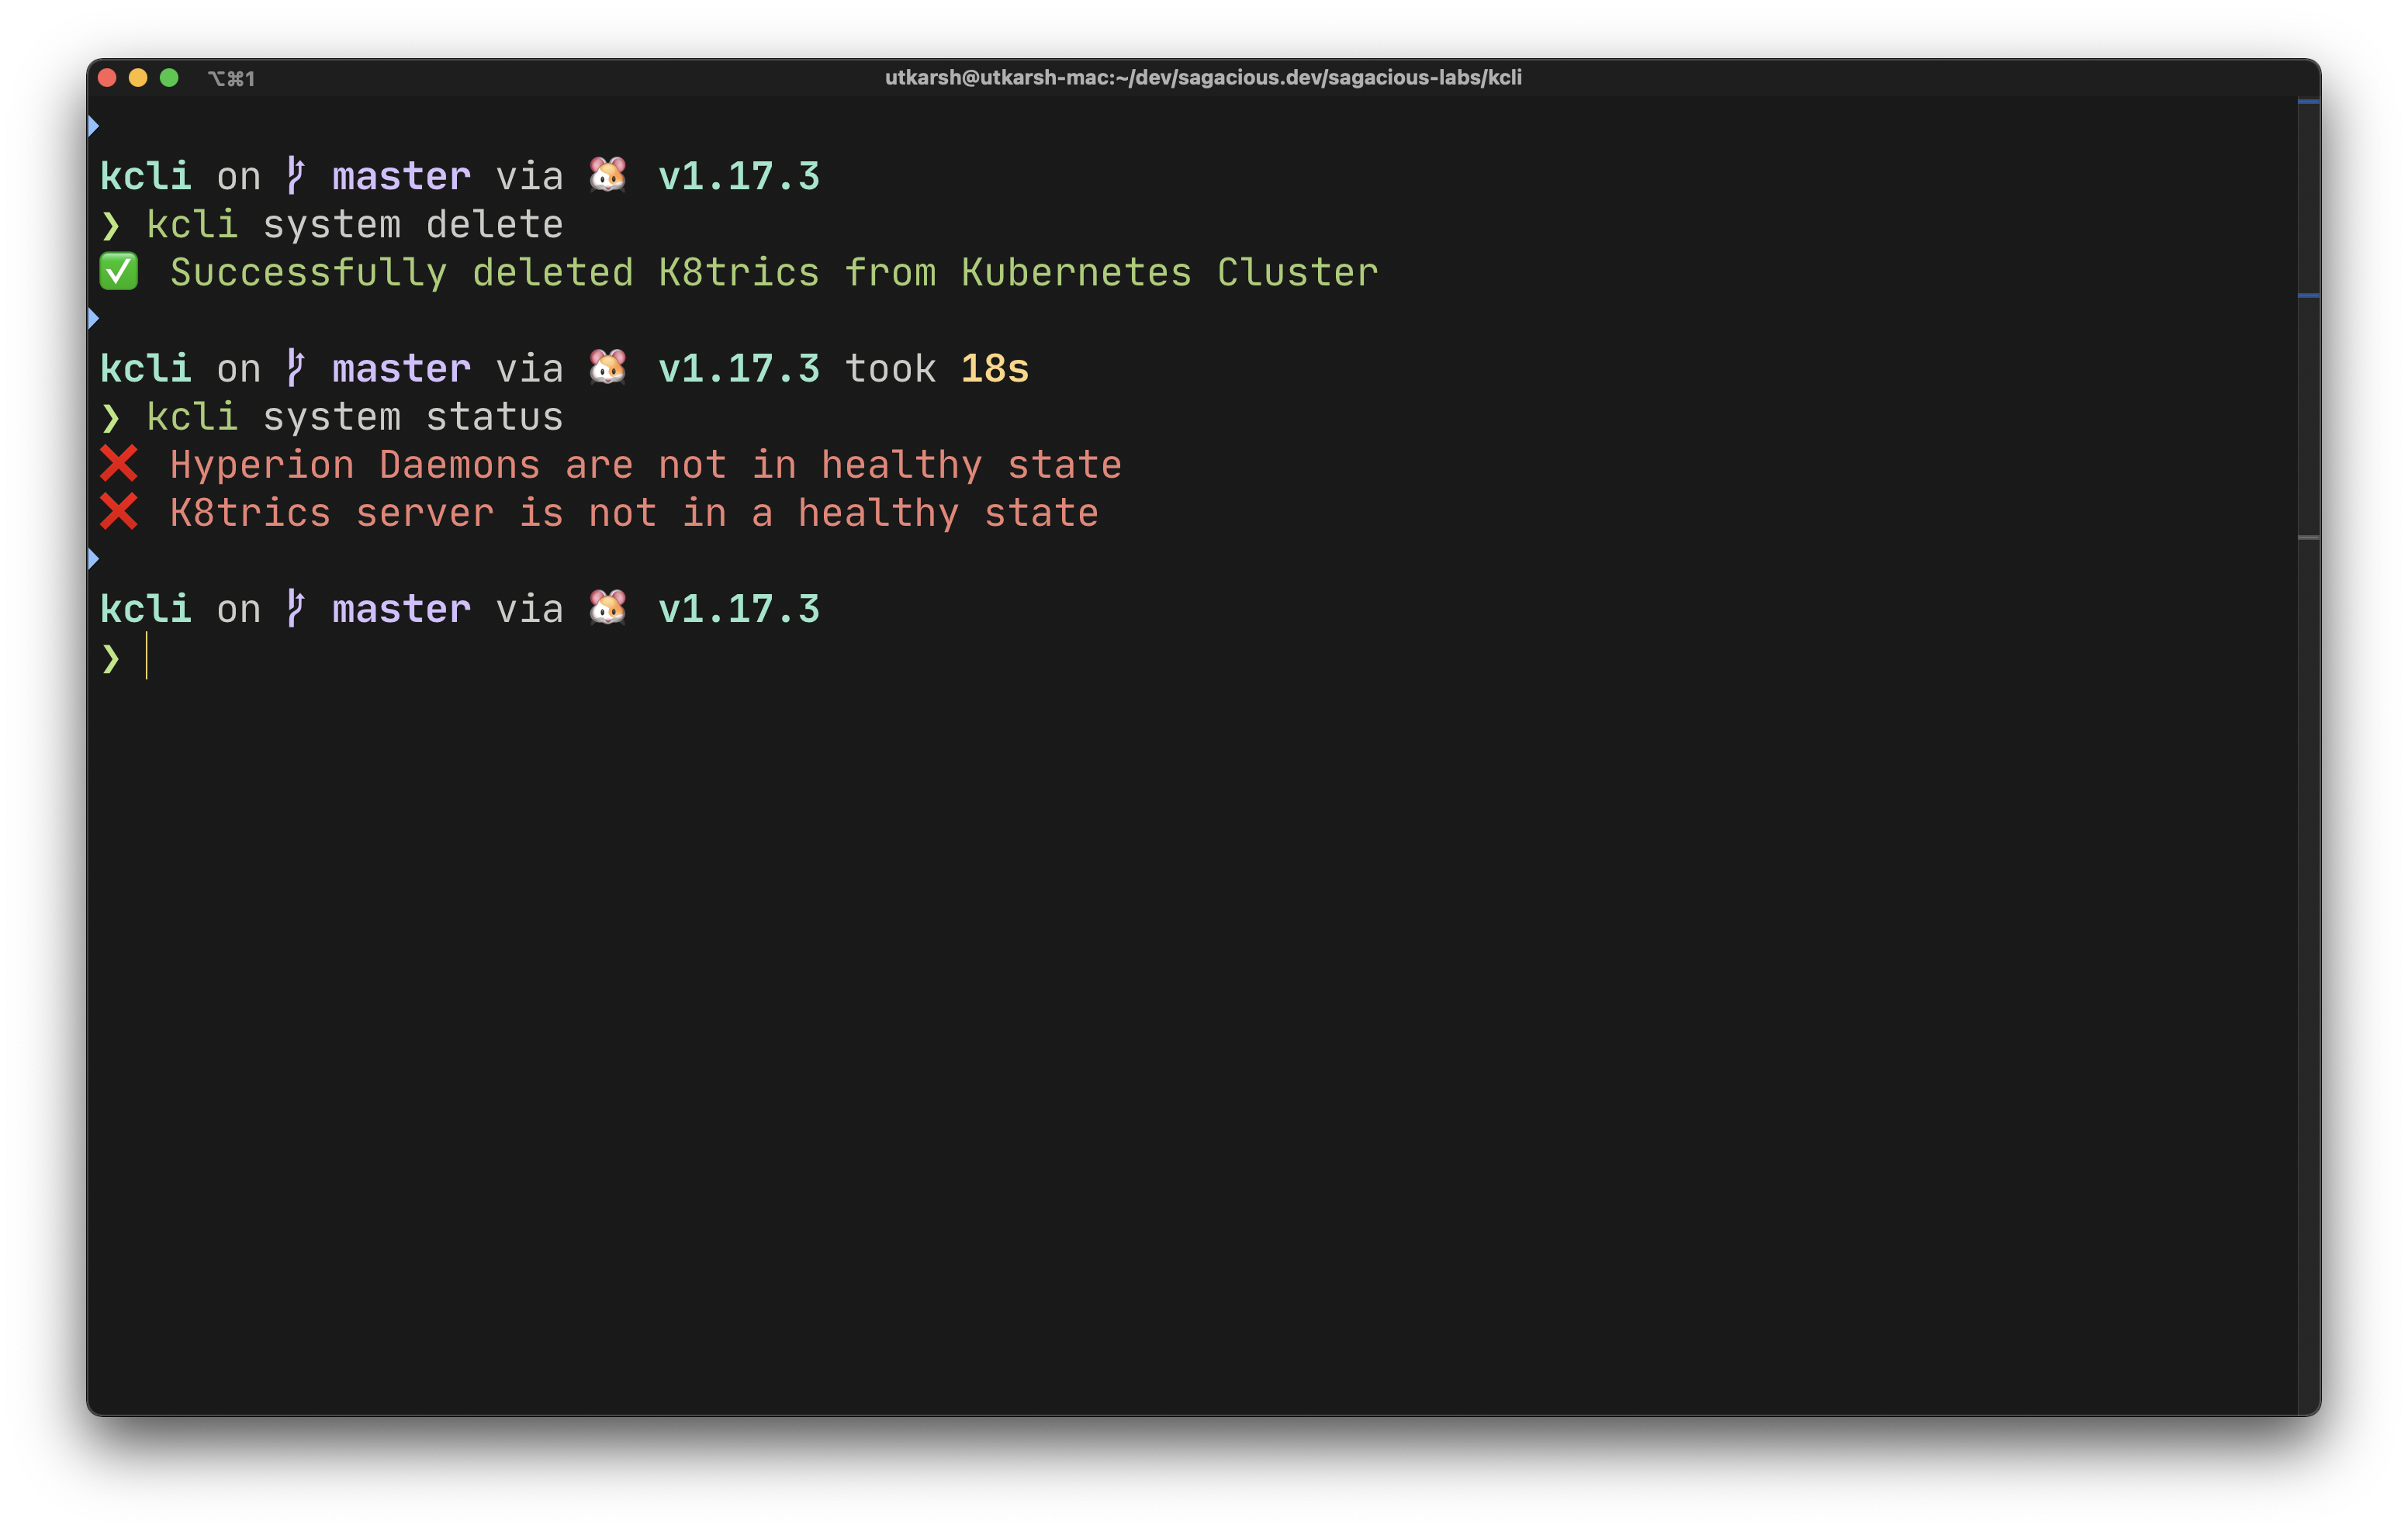 ⌥⌘1 utkarsh@utkarsh-mac:~/dev/sagacious.dev/sagacious-labs/kcli
kcli on master via 🐹 v1.17.3
❯ kcli system delete
✅ Successfully deleted K8trics from Kubernetes Cluster
kcli on master via 🐹 v1.17.3 took 18s
❯ kcli system status
❌ Hyperion Daemons are not in healthy state
❌ K8trics server is not in a healthy state
kcli on master via 🐹 v1.17.3
❯